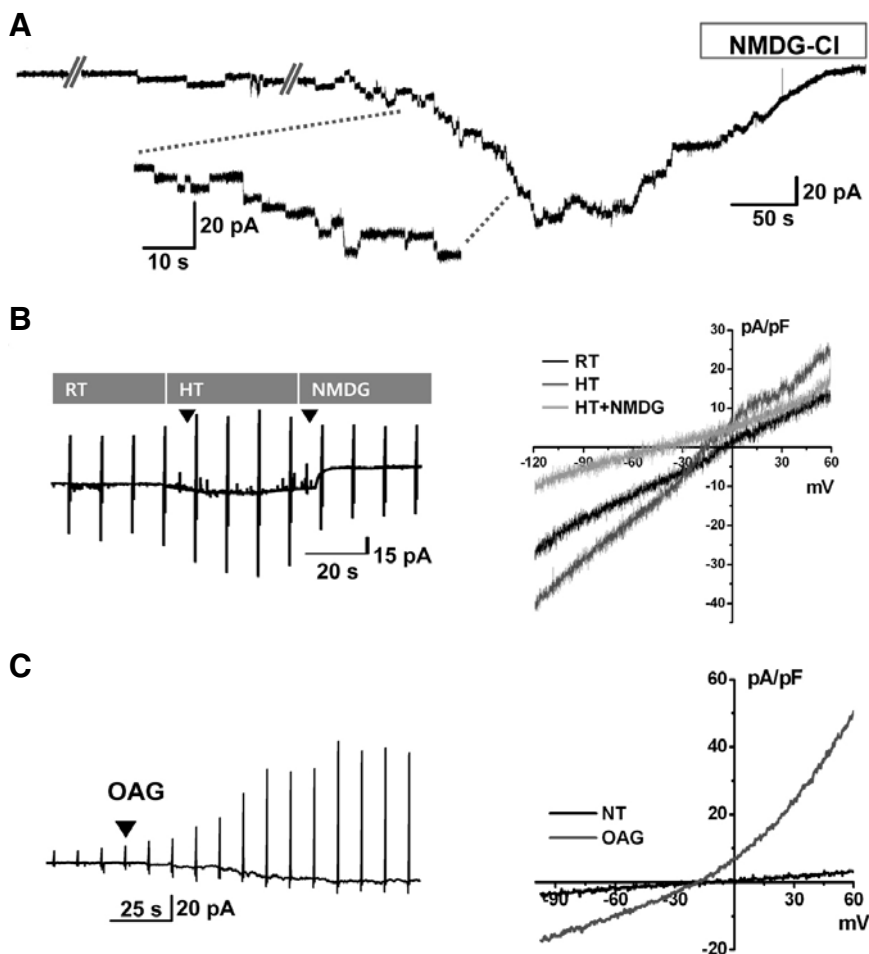 A
NMDG-Cl
20 pA
50 s
20 pA
10 s
B
RT HT NMDG
15 pA
20 s
pA/pF
RT
HT
HT+NMDG
30
20
10
-120 -90 -60 -30 0 30 60
mV
-10
-20
-30
-40
C
OAG
25 s 20 pA
pA/pF
60
40
20
NT
OAG
-90 -60 -30 0 30 60
mV
-20